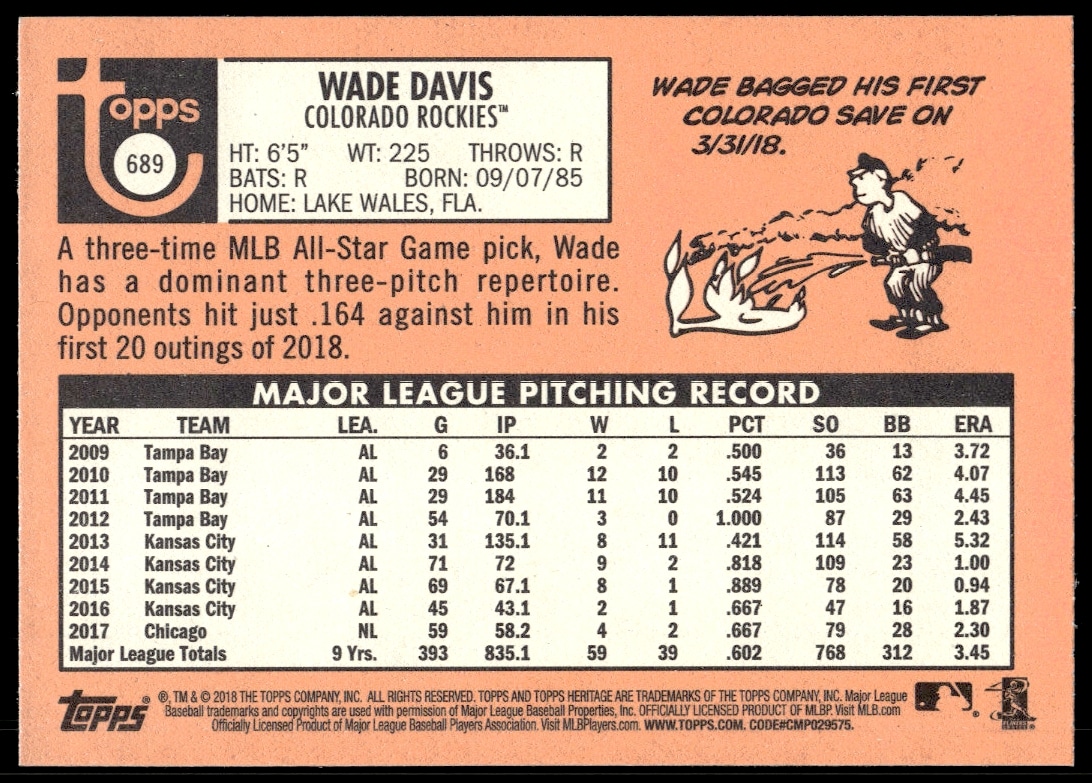 topps
689
WADE DAVIS
COLORADO ROCKIES™
HT: 6'5" WT: 225 THROWS: R
BATS: R BORN: 09/07/85
HOME: LAKE WALES, FLA.
WADE BAGGED HIS FIRST
COLORADO SAVE ON
3/31/18.
A three-time MLB All-Star Game pick, Wade
has a dominant three-pitch repertoire.
Opponents hit just .164 against him in his
first 20 outings of 2018.
MAJOR LEAGUE PITCHING RECORD
YEAR TEAM LEA. G IP W L PCT SO BB ERA
2009 Tampa Bay AL 6 36.1 2 2 .500 36 13 3.72
2010 Tampa Bay AL 29 168 12 10 .545 113 62 4.07
2011 Tampa Bay AL 29 184 11 10 .524 105 63 4.45
2012 Tampa Bay AL 54 70.1 3 0 1.000 87 29 2.43
2013 Kansas City AL 31 135.1 8 11 .421 114 58 5.32
2014 Kansas City AL 71 72 9 2 .818 109 23 1.00
2015 Kansas City AL 69 67.1 8 1 .889 78 20 0.94
2016 Kansas City AL 45 43.1 2 1 .667 47 16 1.87
2017 Chicago NL 59 58.2 4 2 .667 79 28 2.30
Major League Totals 9 Yrs. 393 835.1 59 39 .602 768 312 3.45
TOPPS® ®, TM & © 2018 THE TOPPS COMPANY, INC. ALL RIGHTS RESERVED. TOPPS AND TOPPS HERITAGE ARE TRADEMARKS OF THE TOPPS COMPANY, INC. Major League
Baseball trademarks and copyrights are used with permission of Major League Baseball Properties, Inc. OFFICIALLY LICENSED PRODUCT OF MLBP. Visit MLB.com
Officially Licensed Product of Major League Baseball Players Association. Visit MLBPlayers.com. WWW.TOPPS.COM. CODE#CMP029575.